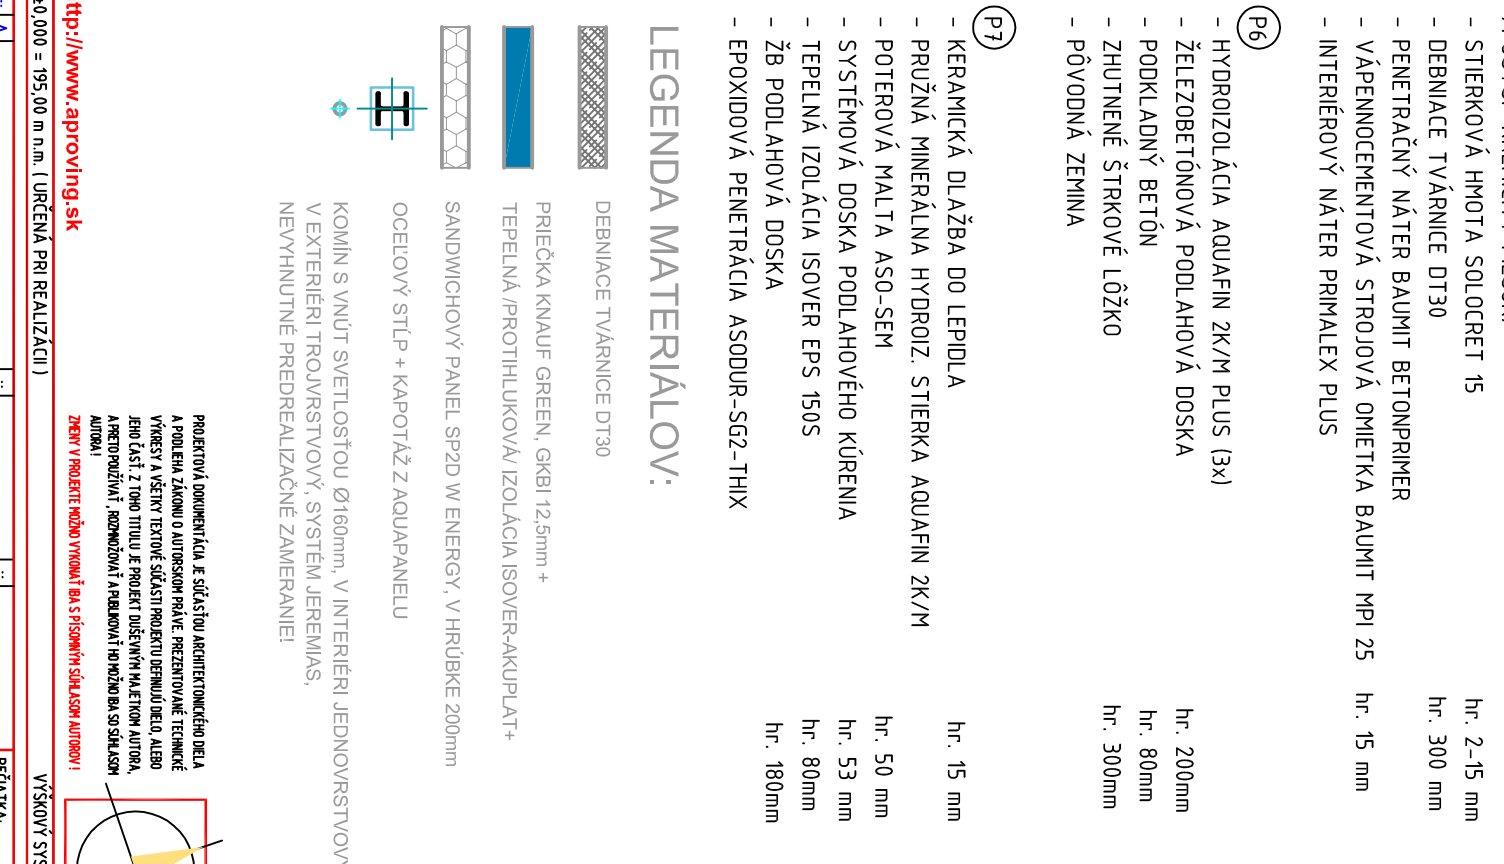 - STIERKOVÁ HMOTA SOLOCRET 15 hr. 2-15 mm
- DEBNIACE TVÁRNICE DT30 hr. 300 mm
- PENETRAČNÝ NÁTER BAUMIT BETONPRIMER
- VÁPENNOCEMENTOVÁ STROJOVÁ OMIETKA BAUMIT MPI 25 hr. 15 mm
- INTERIÉROVÝ NÁTER PRIMALEX PLUS
P6
- HYDROIZOLÁCIA AQUAFIN 2K/M PLUS (3x)
- ŽELEZOBETÓNOVÁ PODLAHOVÁ DOSKA hr. 200mm
- PODKLADNÝ BETÓN hr. 80mm
- ZHUTNENÉ ŠTRKOVÉ LÔŽKO hr. 300mm
- PÔVODNÁ ZEMINA
P7
- KERAMICKÁ DLAŽBA DO LEPIDLA hr. 15 mm
- PRUŽNÁ MINERÁLNA HYDROIZ. STIERKA AQUAFIN 2K/M
- POTEROVÁ MALTA ASO-SEM hr. 50 mm
- SYSTÉMOVÁ DOSKA PODLAHOVÉHO KÚRENIA hr. 53 mm
- TEPELNÁ IZOLÁCIA ISOVER EPS 150S hr. 80mm
- ŽB PODLAHOVÁ DOSKA hr. 180mm
- EPOXIDOVÁ PENETRÁCIA ASODUR-SG2-THIX
LEGENDA MATERIÁLOV:
DEBNIACE TVÁRNICE DT30
PRIEČKA KNAUF GREEN, GKBI 12,5mm +
TEPELNÁ /PROTIHLUKOVÁ/ IZOLÁCIA ISOVER-AKUPLAT+
SANDWICHOVÝ PANEL SP2D W ENERGY, V HRÚBKE 200mm
OCEĽOVÝ STĹP + KAPOTÁŽ Z AQUAPANELU
KOMÍN S VNÚT SVETLOSŤOU Ø160mm, V INTERIÉRI JEDNOVRSTVOVÝ
V EXTERIÉRI TROJVRSTVOVÝ, SYSTÉM JEREMIAS,
NEVYHNUTNÉ PREDREALIZAČNÉ ZAMERANIE!
PROJEKTOVÁ DOKUMENTÁCIA JE SÚČASŤOU ARCHITEKTONICKÉHO DIELA
A PODLIEHA ZÁKONU O AUTORSKOM PRÁVE. PREZENTOVANÉ TECHNICKÉ
VÝKRESY A VŠETKY TEXTOVÉ SÚČASTI PROJEKTU DEFINUJÚ DIELO, ALEBO
JEHO ČASŤ. Z TOHO TITULU JE PROJEKT DUŠEVNÝM MAJETKOM AUTORA,
A PRETO POUŽÍVAŤ, ROZMNOŽOVAŤ A PUBLIKOVAŤ HO MOŽNO IBA SO SÚHLASOM
AUTORA!
ZMENY V PROJEKTE MOŽNO VYKONAŤ IBA S PÍSOMNÝM SÚHLASOM AUTOROV!
ttp://www.aproving.sk
±0,000 = 195,00 m n.m. ( URČENÁ PRI REALIZÁCII )
VÝŠKOVÝ SYS
PEČIATKA: